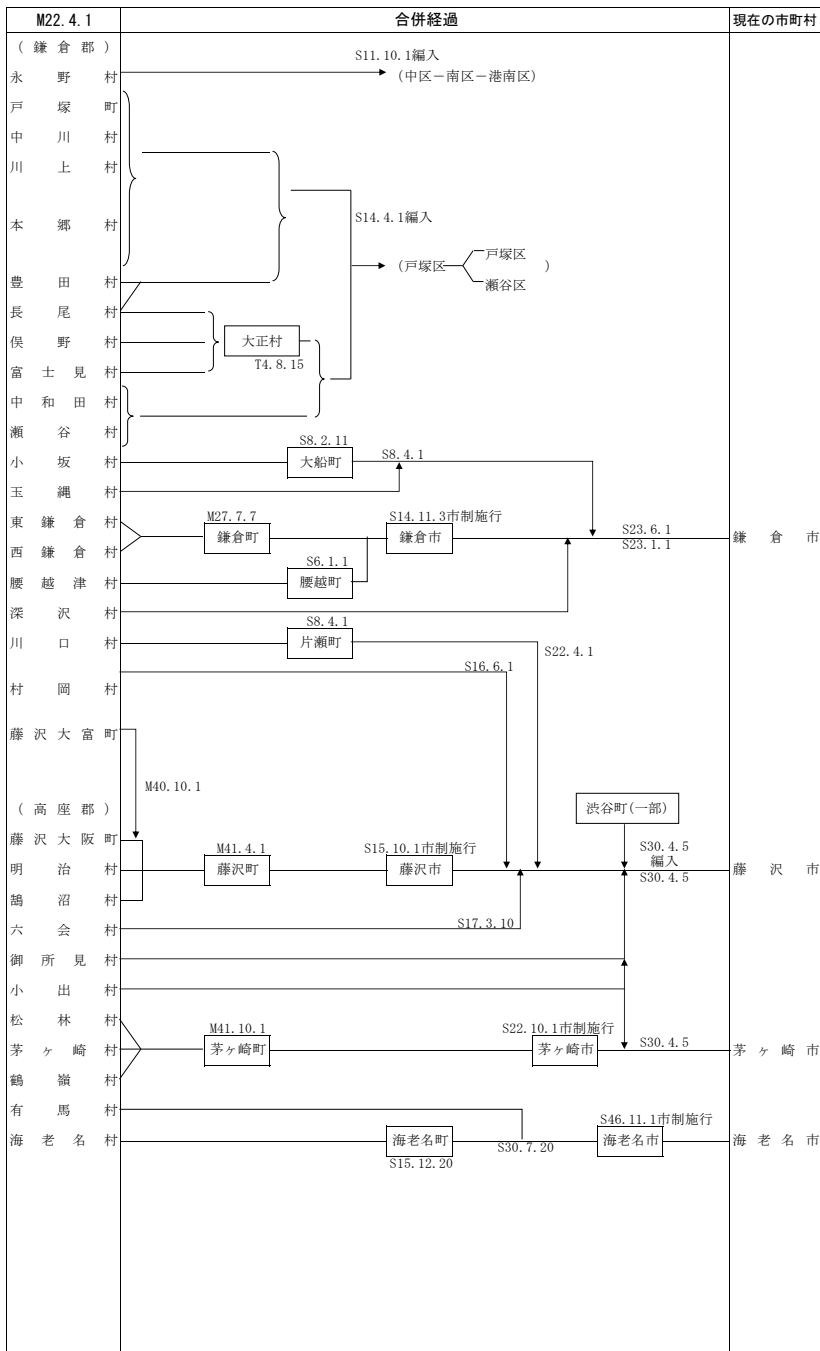 M22.4.1 合併経過 現在の市町村
(鎌倉郡)
S11.10.1編入
永野村 (中区－南区－港南区)
戸塚町
中川村
川上村
S14.4.1編入
本郷村
戸塚区
(戸塚区 )
豊田村 瀬谷区
長尾村
俣野村 大正村
T4.8.15
富士見村
中和田村
瀬谷村
S8.2.11 S8.4.1
小坂村 大船町
玉縄村
東鎌倉村 M27.7.7 S14.11.3市制施行
鎌倉町 鎌倉市 S23.6.1 鎌倉市
S23.1.1
西鎌倉村 S6.1.1
腰越津村 腰越町
深沢村
S8.4.1
川口村 片瀬町 S22.4.1
S16.6.1
村岡村
藤沢大富町
M40.10.1
(高座郡) 渋谷町(一部)
藤沢大阪町 M41.4.1 S15.10.1市制施行 S30.4.5
編入
明治村 藤沢町 藤沢市 S30.4.5 藤沢市
鵠沼村
六会村 S17.3.10
御所見村
小出村
松林村 M41.10.1 S22.10.1市制施行
茅ヶ崎村 茅ヶ崎町 茅ヶ崎市 S30.4.5 茅ヶ崎市
鶴嶺村
有馬村 S46.11.1市制施行
海老名村 海老名町 S30.7.20 海老名市 海老名市
S15.12.20